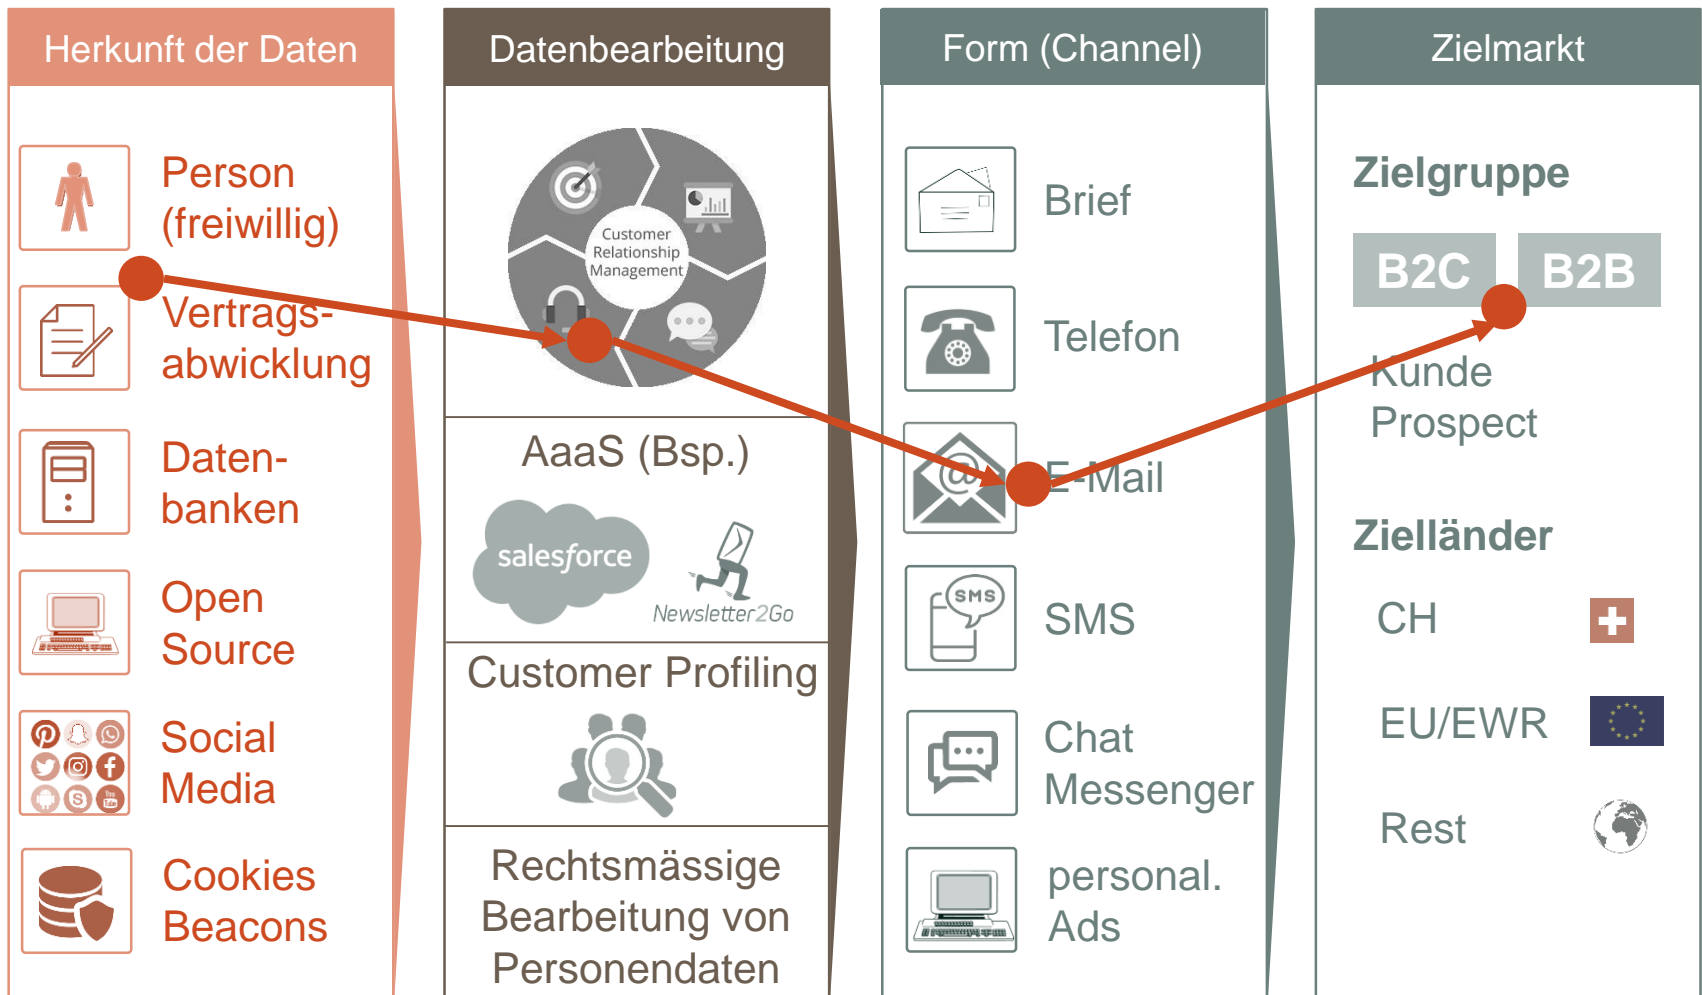 Herkunft der Daten
Person
(freiwillig)
Vertrags-
abwicklung
Daten-
banken
Open
Source
Social
Media
You
Tube
Cookies
Beacons
Datenbearbeitung
Customer
Relationship
Management
AaaS (Bsp.)
salesforce
Newsletter2Go
Customer Profiling
Rechtsmässige
Bearbeitung von
Personendaten
Form (Channel)
Brief
Telefon
@
E-Mail
SMS
SMS
Chat
Messenger
personal.
Ads
Zielmarkt
Zielgruppe
B2C
B2B
Kunde
Prospect
Zielländer
CH
EU/EWR
Rest